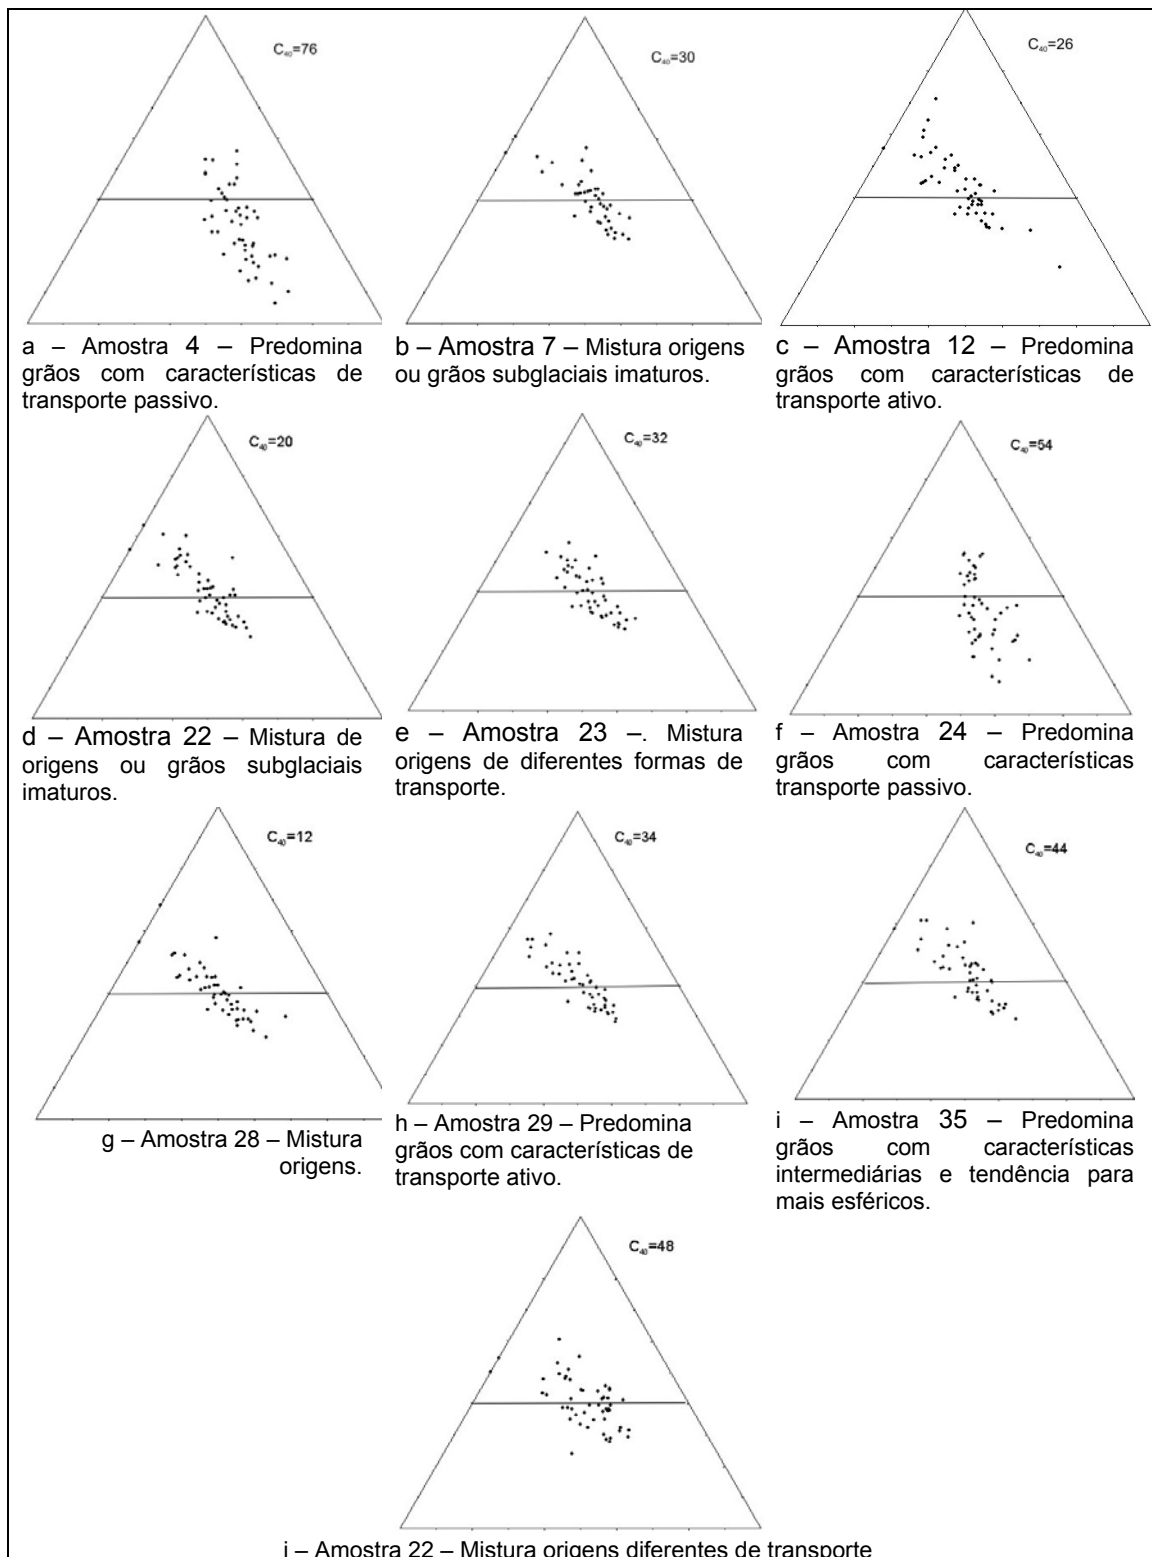 C₄₀=76
C₄₀=30
C₄₀=26
a – Amostra 4 – Predomina
grãos com características de
transporte passivo.
b – Amostra 7 – Mistura origens
ou grãos subglaciais imaturos.
c – Amostra 12 – Predomina
grãos com características de
transporte ativo.
C₄₀=20
C₄₀=32
C₄₀=54
d – Amostra 22 – Mistura de
origens ou grãos subglaciais
imaturos.
e – Amostra 23 –. Mistura
origens de diferentes formas de
transporte.
f – Amostra 24 – Predomina
grãos com características
transporte passivo.
C₄₀=12
C₄₀=34
C₄₀=44
g – Amostra 28 – Mistura
origens.
h – Amostra 29 – Predomina
grãos com características de
transporte ativo.
i – Amostra 35 – Predomina
grãos com características
intermediárias e tendência para
mais esféricos.
C₄₀=48
j – Amostra 22 – Mistura origens diferentes de transporte